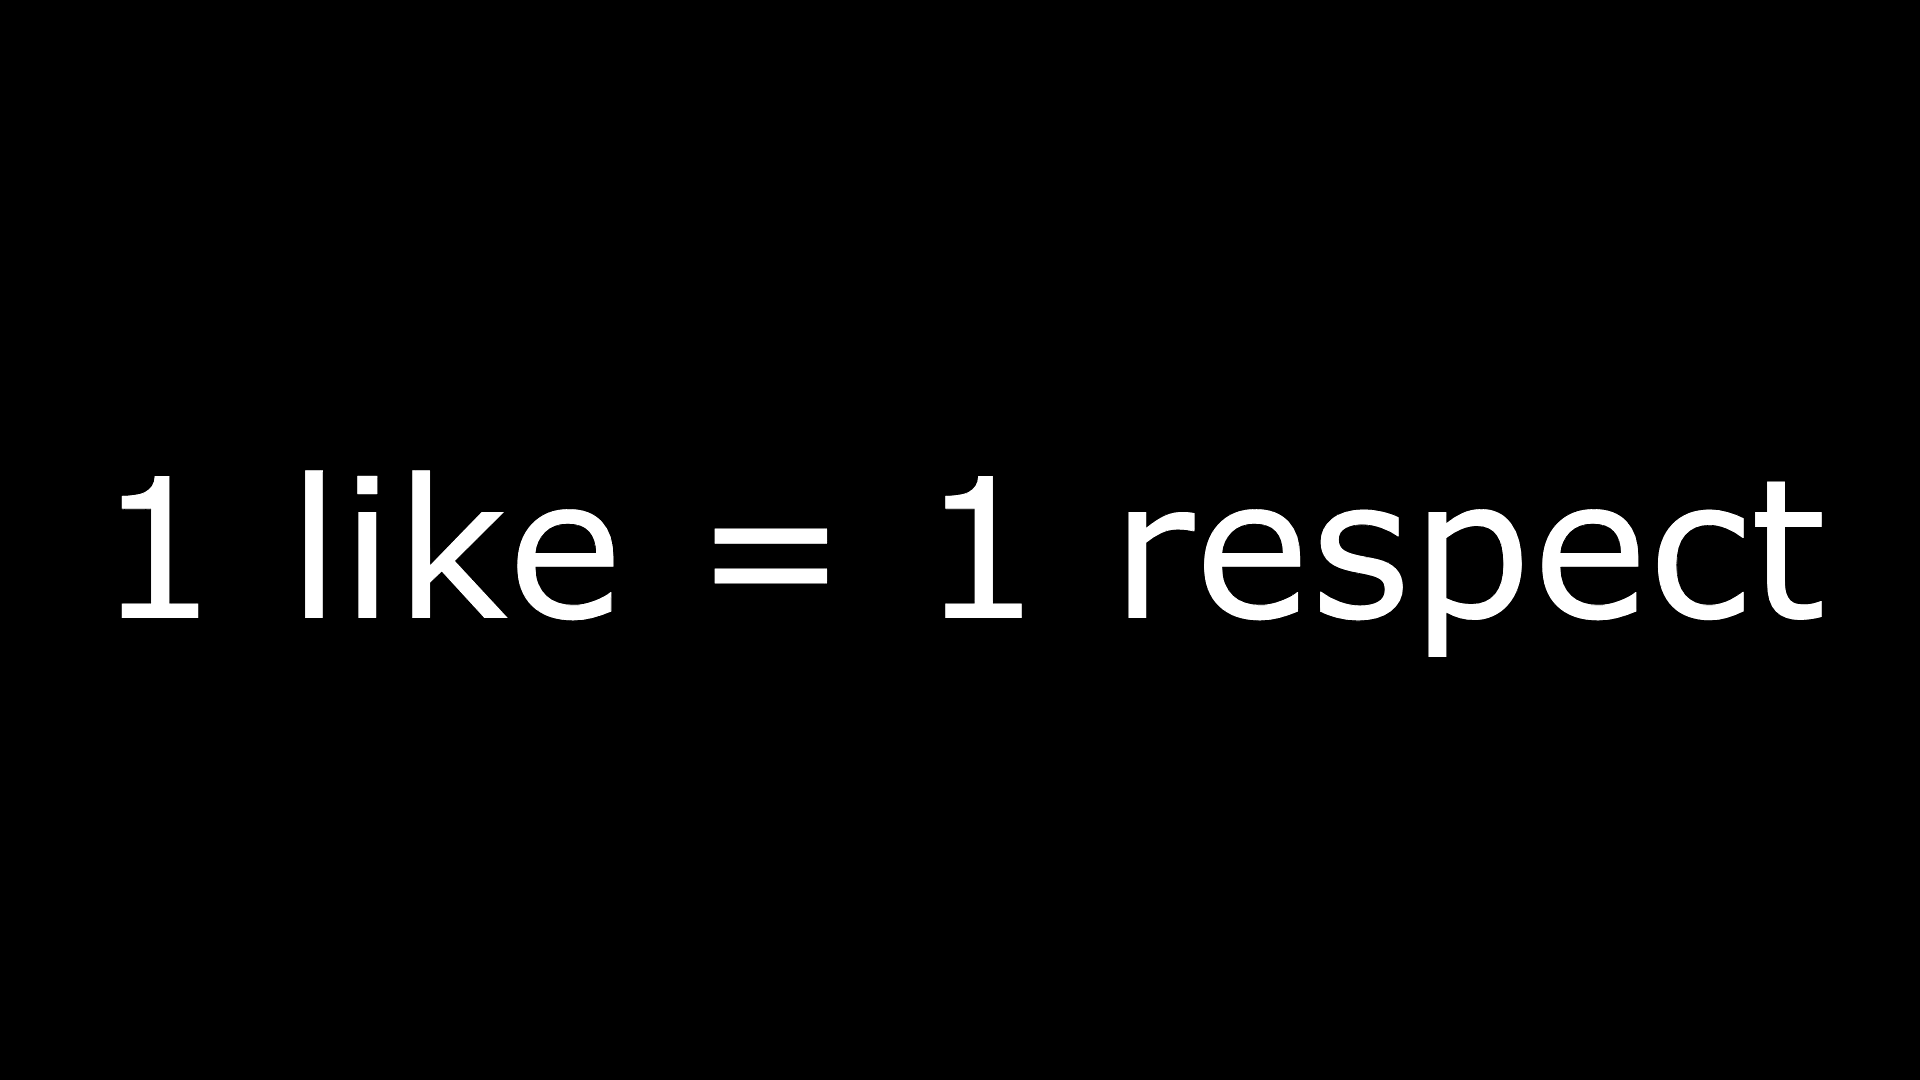 1 like = 1 respect